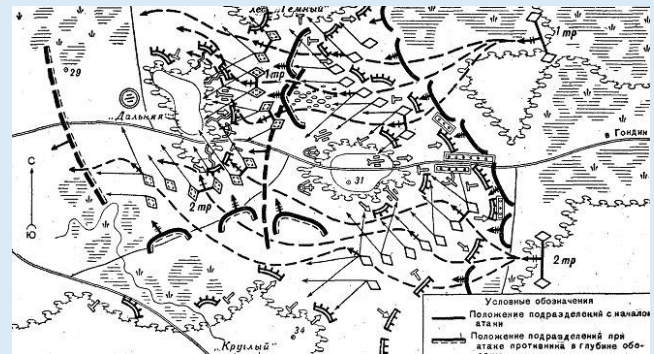 лес "Темный"
1 тр
29
1 тр
"Дальняя"
в Гондин
С
31
Ю
2 тр
2 тр
34
"Круглый"
Условные обозначения
Положение подразделений с началом
атаки
Положение подразделений при
атаке противника в глубине обо-